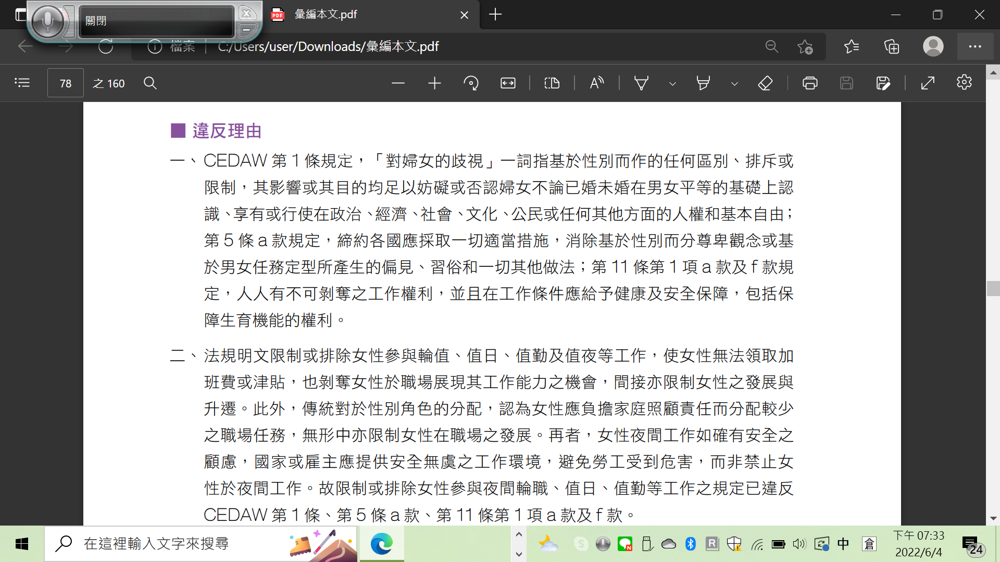 關閉
彙編本文.pdf
檔案
C:/Users/user/Downloads/彙編本文.pdf
78 之 160
違反理由
一、CEDAW 第 1 條規定，「對婦女的歧視」一詞指基於性別而作的任何區別、排斥或
限制，其影響或其目的均足以妨礙或否認婦女不論已婚未婚在男女平等的基礎上認
識、享有或行使在政治、經濟、社會、文化、公民或任何其他方面的人權和基本自由；
第 5 條 a 款規定，締約各國應採取一切適當措施，消除基於性別而分尊卑觀念或基
於男女任務定型所產生的偏見、習俗和一切其他做法；第 11 條第 1 項 a 款及 f 款規
定，人人有不可剝奪之工作權利，並且在工作條件應給予健康及安全保障，包括保
障生育機能的權利。
二、法規明文限制或排除女性參與輪值、值日、值勤及值夜等工作，使女性無法領取加
班費或津貼，也剝奪女性於職場展現其工作能力之機會，間接亦限制女性之發展與
升遷。此外，傳統對於性別角色的分配，認為女性應負擔家庭照顧責任而分配較少
之職場任務，無形中亦限制女性在職場之發展。再者，女性夜間工作如確有安全之
顧慮，國家或雇主應提供安全無虞之工作環境，避免勞工受到危害，而非禁止女
性於夜間工作。故限制或排除女性參與夜間輪職、值日、值勤等工作之規定已違反
CEDAW 第 1 條、第 5 條 a 款、第 11 條第 1 項 a 款及 f 款。
在這裡輸入文字來搜尋
中
倉
下午 07:33
2022/6/4
24